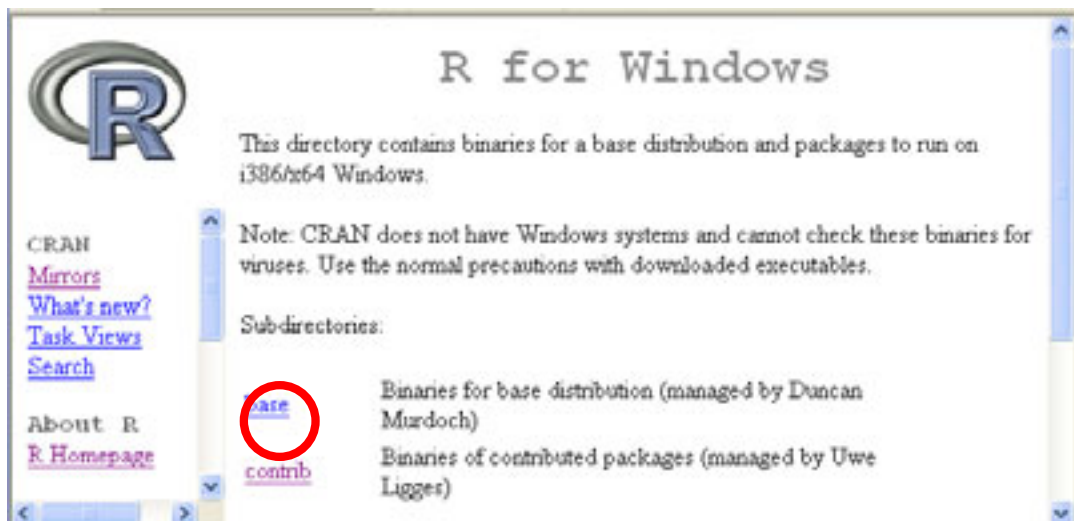 R
R for Windows
This directory contains binaries for a base distribution and packages to run on
i386/x64 Windows.
Note: CRAN does not have Windows systems and cannot check these binaries for
viruses. Use the normal precautions with downloaded executables.
Subdirectories:
base Binaries for base distribution (managed by Duncan
Murdoch)
contrib Binaries of contributed packages (managed by Uwe
Ligges)
CRAN
Mirrors
What's new?
Task Views
Search
About R
R Homepage